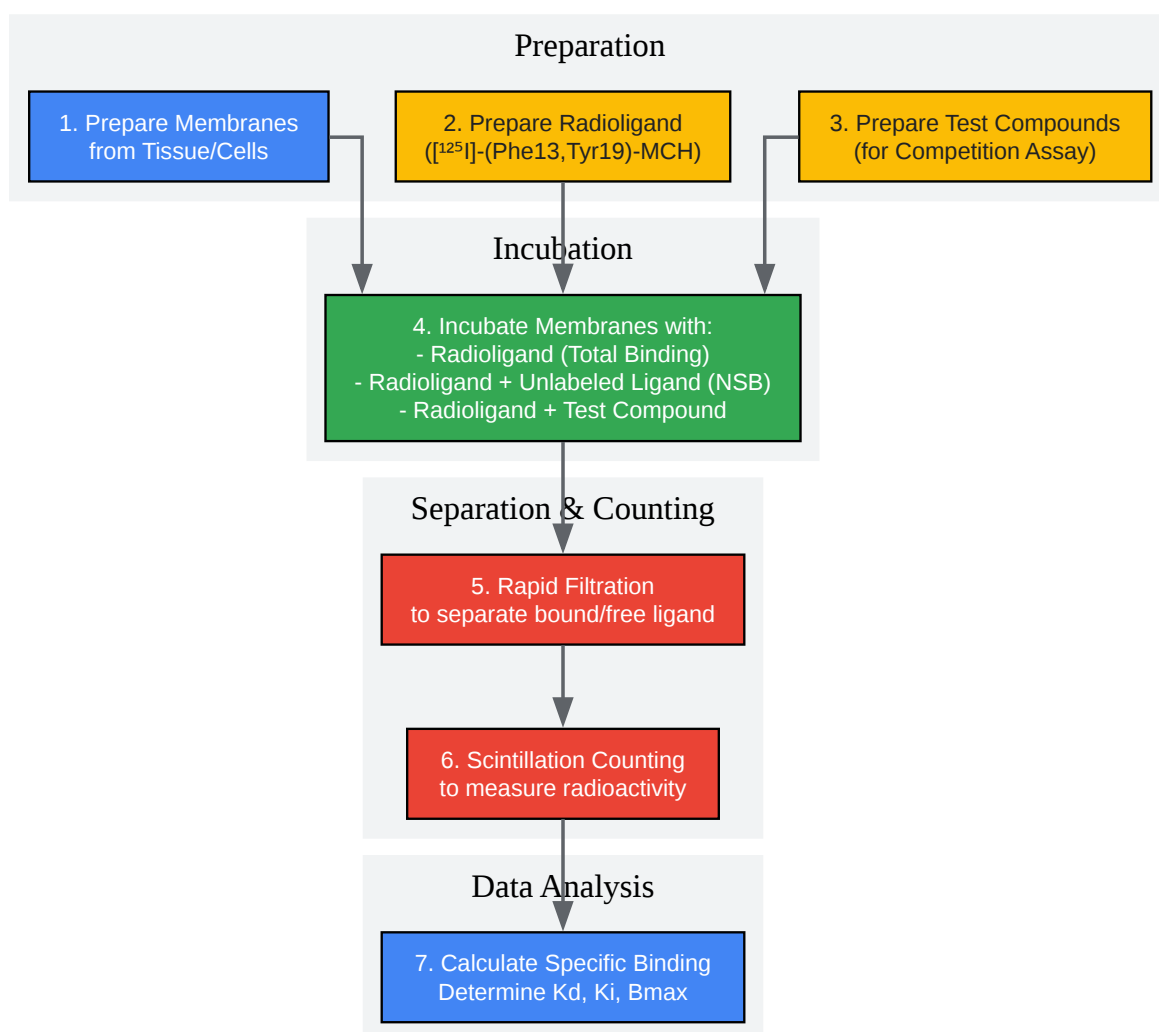 Preparation
1. Prepare Membranes
from Tissue/Cells
2. Prepare Radioligand
([¹²⁵I]-(Phe13,Tyr19)-MCH)
3. Prepare Test Compounds
(for Competition Assay)
Incubation
4. Incubate Membranes with:
- Radioligand (Total Binding)
- Radioligand + Unlabeled Ligand (NSB)
- Radioligand + Test Compound
Separation & Counting
5. Rapid Filtration
to separate bound/free ligand
6. Scintillation Counting
to measure radioactivity
Data Analysis
7. Calculate Specific Binding
Determine Kd, Ki, Bmax